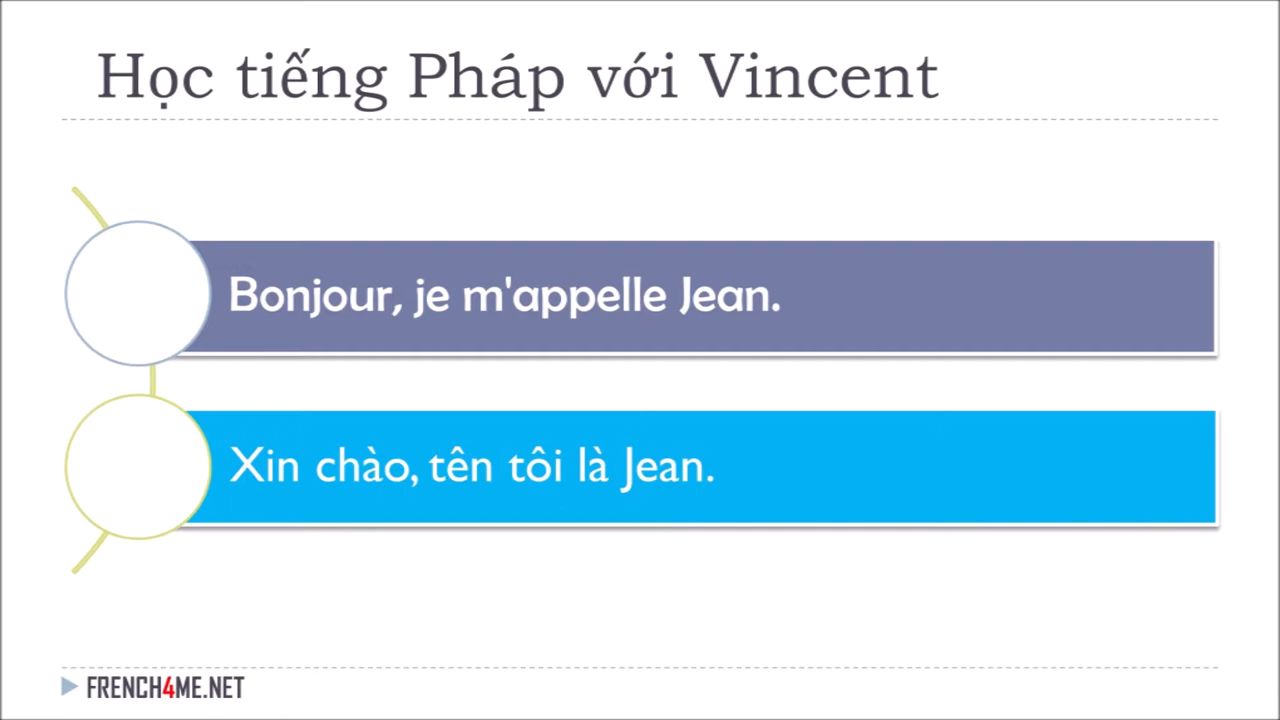 Học tiếng Pháp với Vincent
Bonjour, je m'appelle Jean.
Xin chào, tên tôi là Jean.
FRENCH4ME.NET